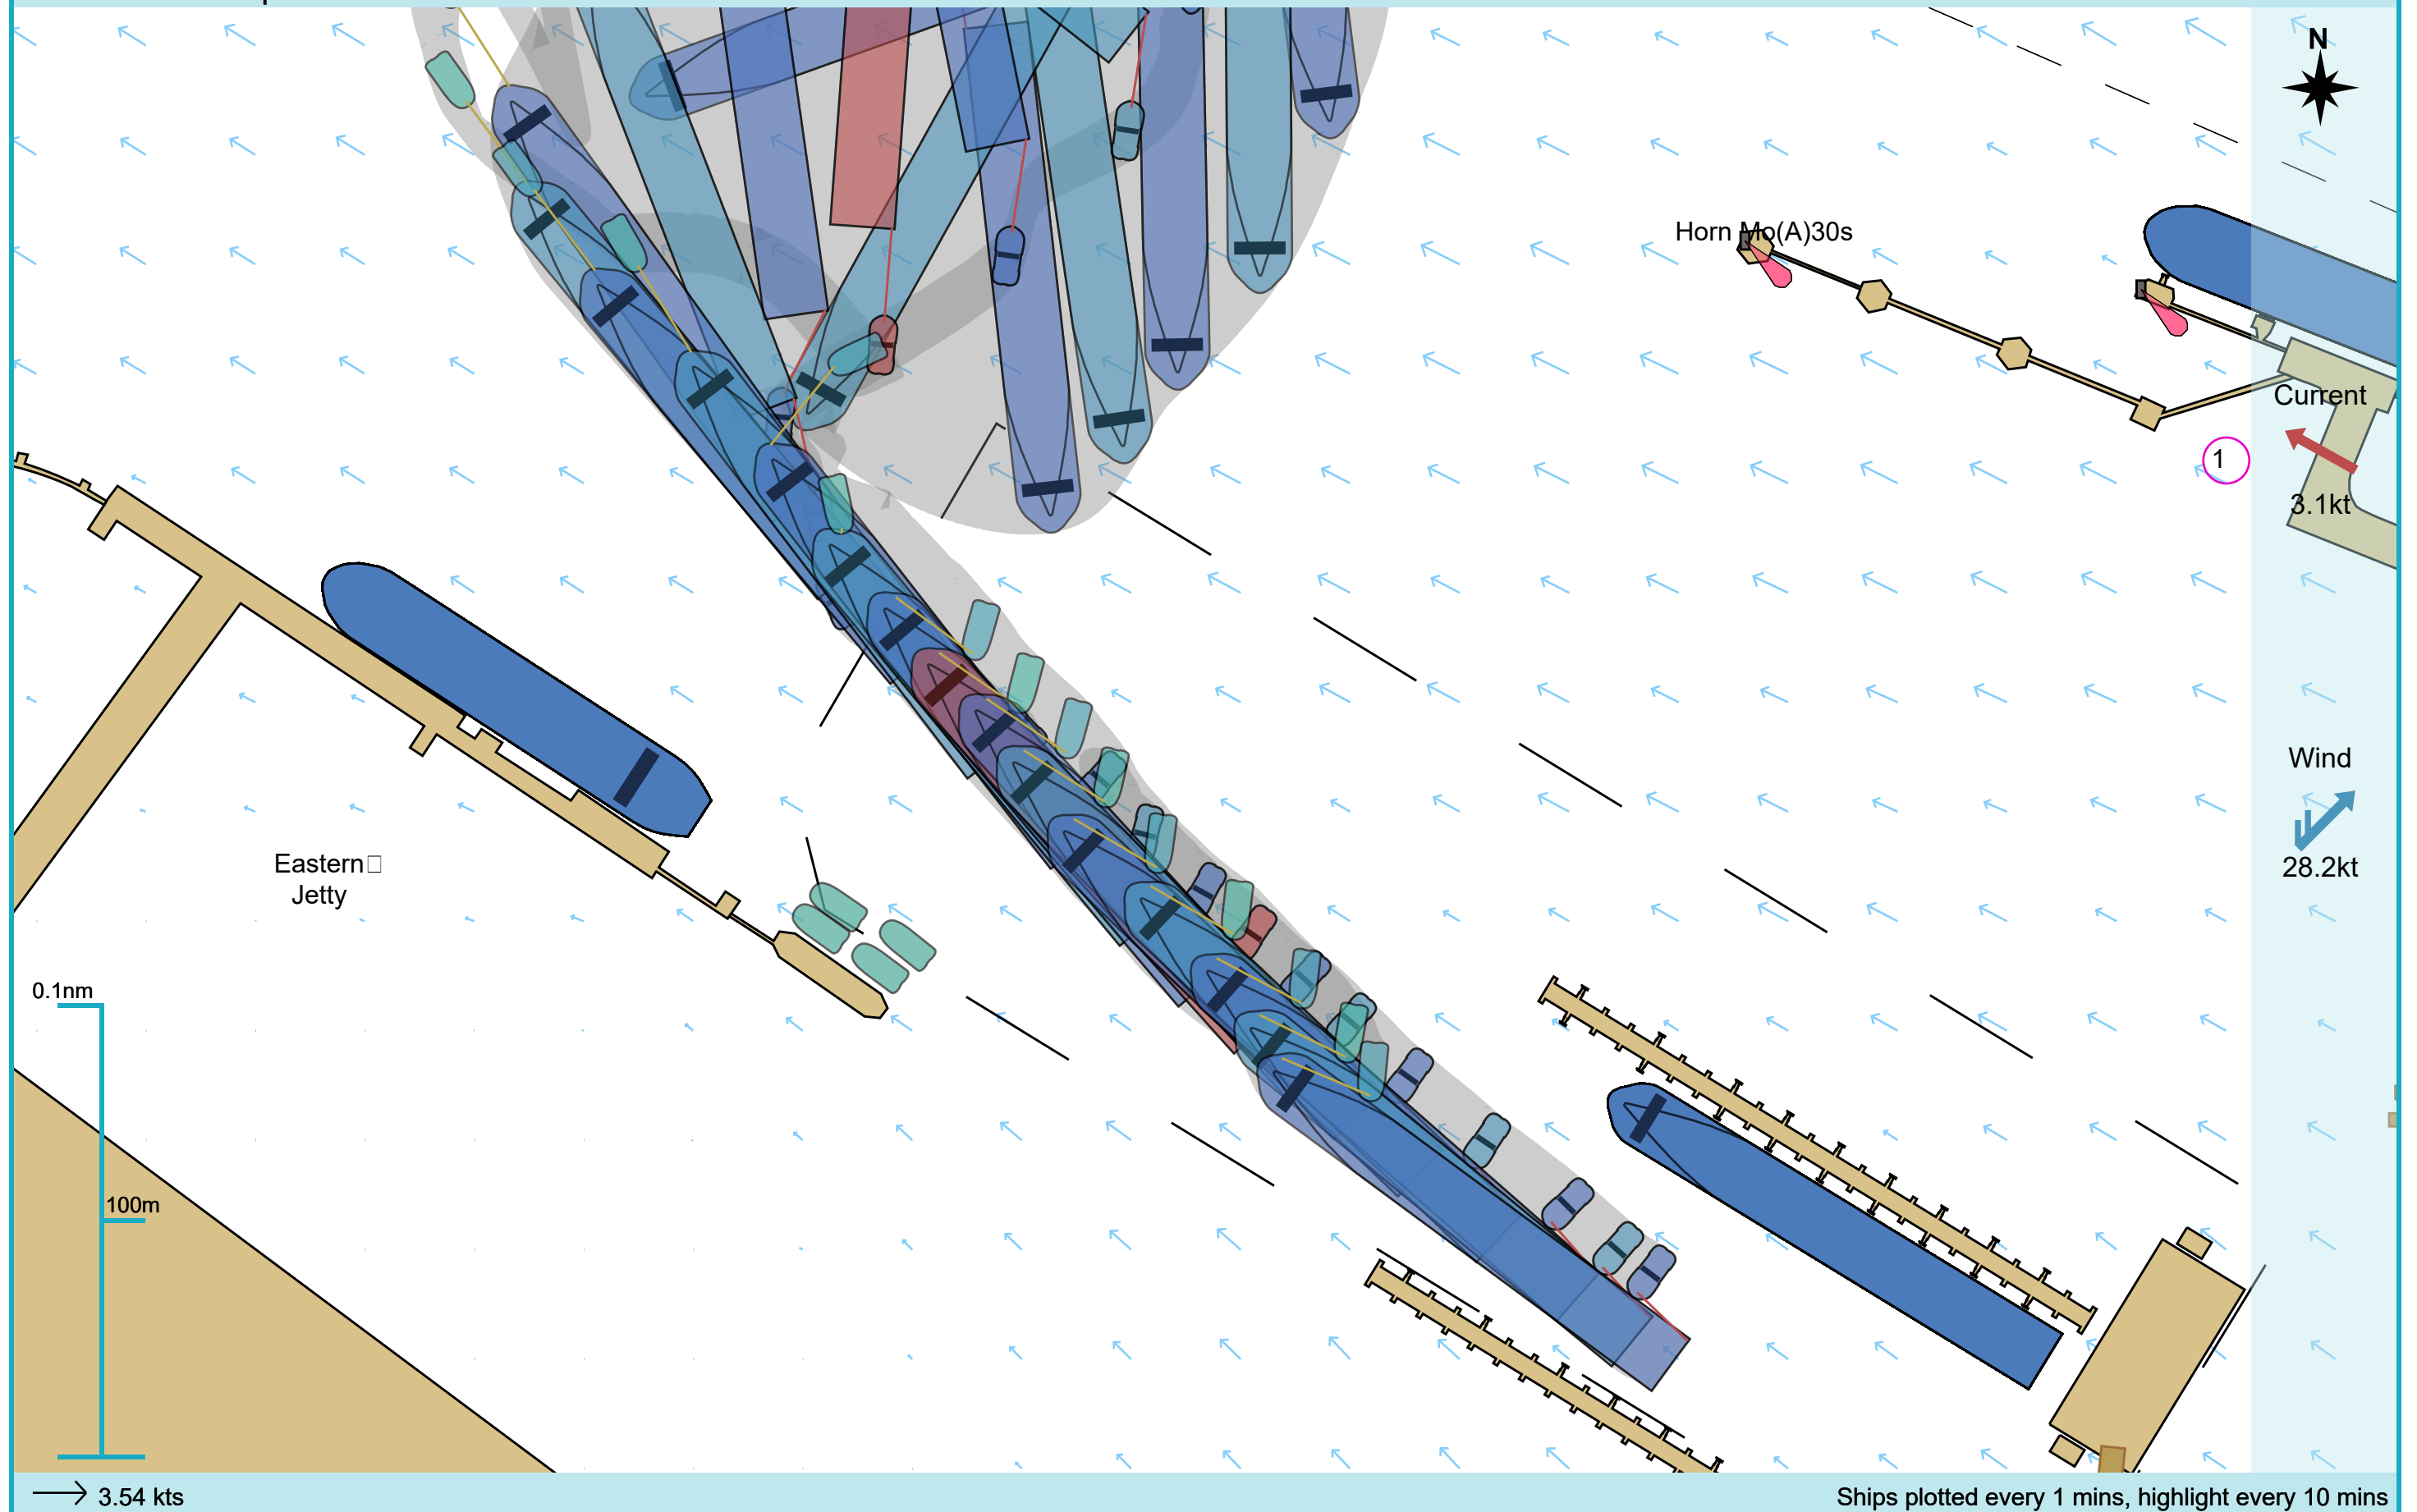 N
Horn Mo(A)30s
Current
1
3.1kt
Wind
28.2kt
Eastern
Jetty
0.1nm
100m
3.54 kts
Ships plotted every 1 mins, highlight every 10 mins